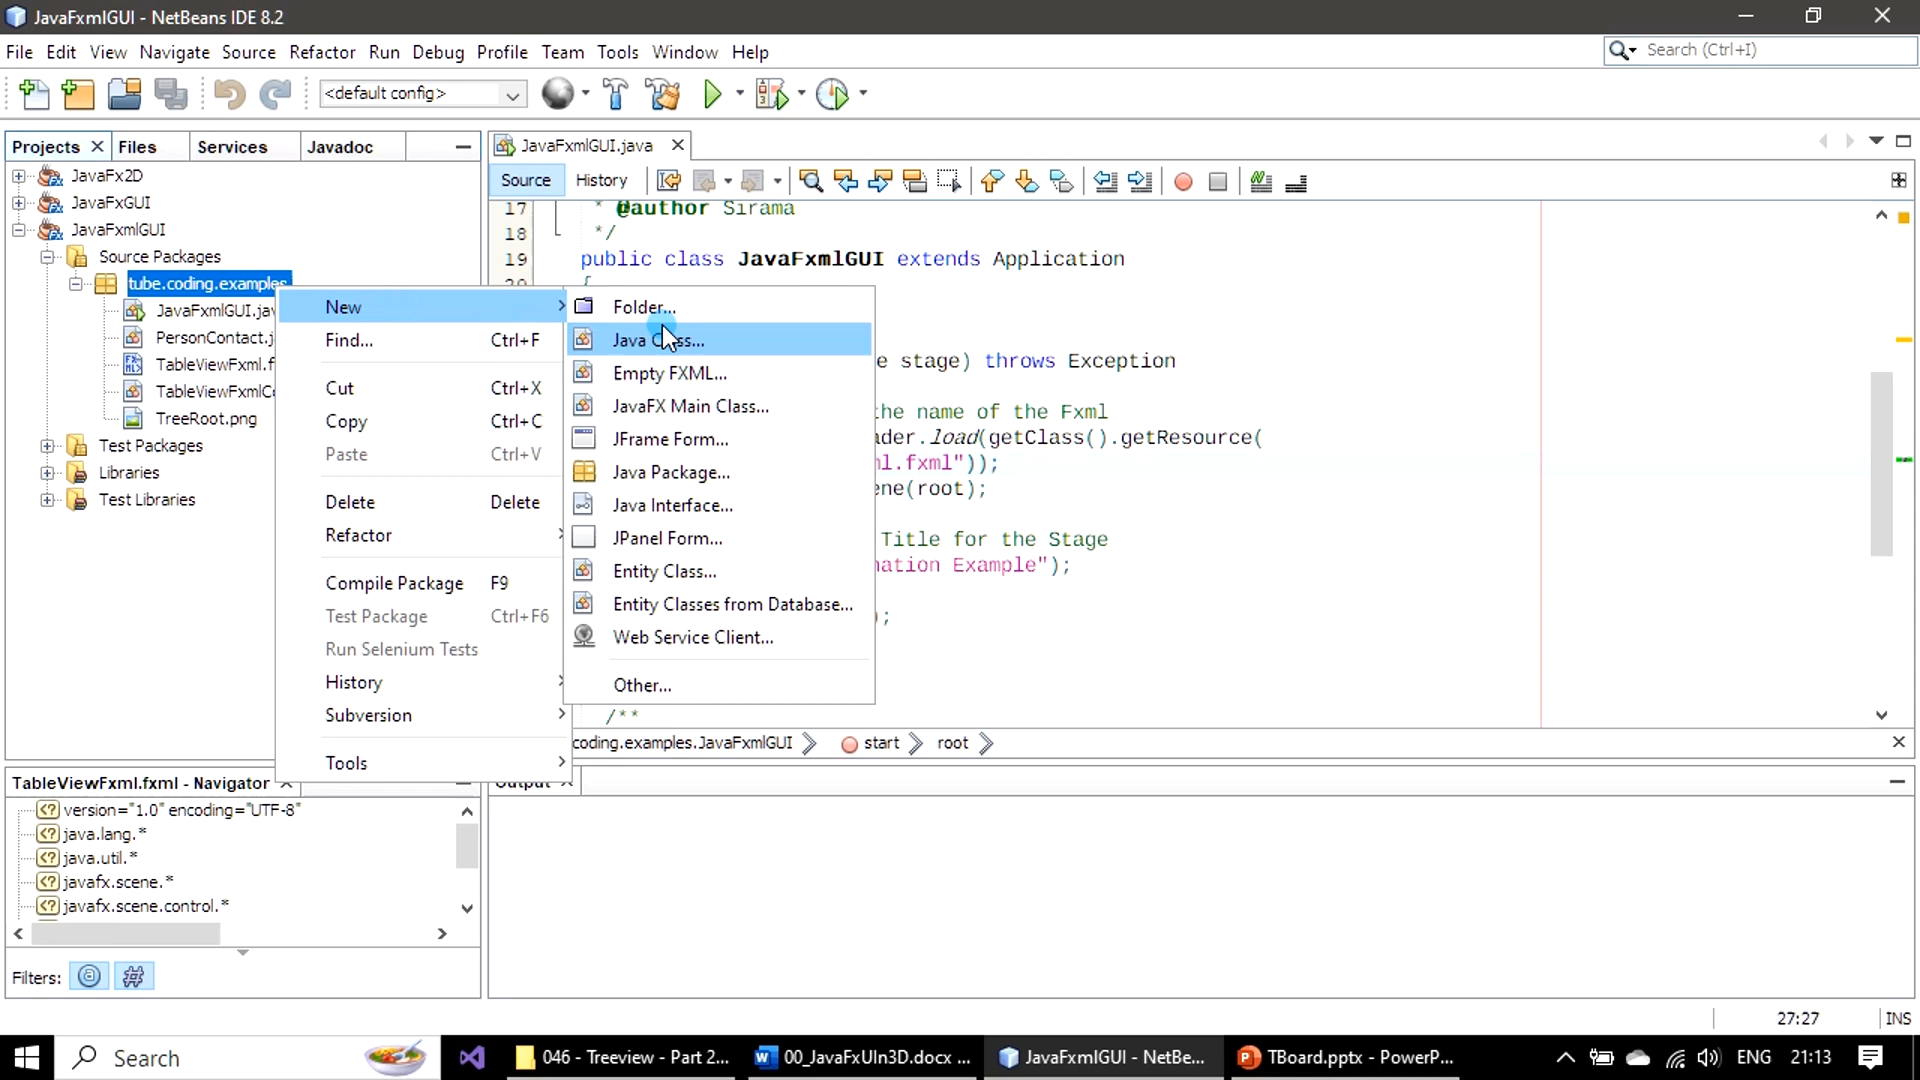 JavaFxmlGUI - NetBeans IDE 8.2
File Edit View Navigate Source Refactor Run Debug Profile Team Tools Window Help
Search (Ctrl+I)
<default config>
Projects Files Services Javadoc
JavaFxmlGUI.java
Source History
JavaFx2D
JavaFxGUI
JavaFxmlGUI
Source Packages
tube.coding.examples
JavaFxmlGUI.jav
PersonContact.j
TableViewFxml.f
TableViewFxmlC
TreeRoot.png
Test Packages
Libraries
Test Libraries
New
Find... Ctrl+F
Cut Ctrl+X
Copy Ctrl+C
Paste Ctrl+V
Delete Delete
Refactor
Compile Package F9
Test Package Ctrl+F6
Run Selenium Tests
History
Subversion
Tools
Folder...
Java Class...
Empty FXML...
JavaFX Main Class...
JFrame Form...
Java Package...
Java Interface...
JPanel Form...
Entity Class...
Entity Classes from Database...
Web Service Client...
Other...
17 * @author Sirama
18 */
19 public class JavaFxmlGUI extends Application
{
e stage) throws Exception
the name of the Fxml
ader.load(getClass().getResource(
ml.fxml"));
ene(root);
Title for the Stage
mation Example");
);
/**
coding.examples.JavaFxmlGUI start root
TableViewFxml.fxml - Navigator
version="1.0" encoding="UTF-8"
java.lang.*
java.util.*
javafx.scene.*
javafx.scene.control.*
Filters:
Output
27:27 INS
Search
046 - Treeview - Part 2...
00_JavaFxUIn3D.docx ...
JavaFxmlGUI - NetBe...
TBoard.pptx - PowerP...
ENG 21:13